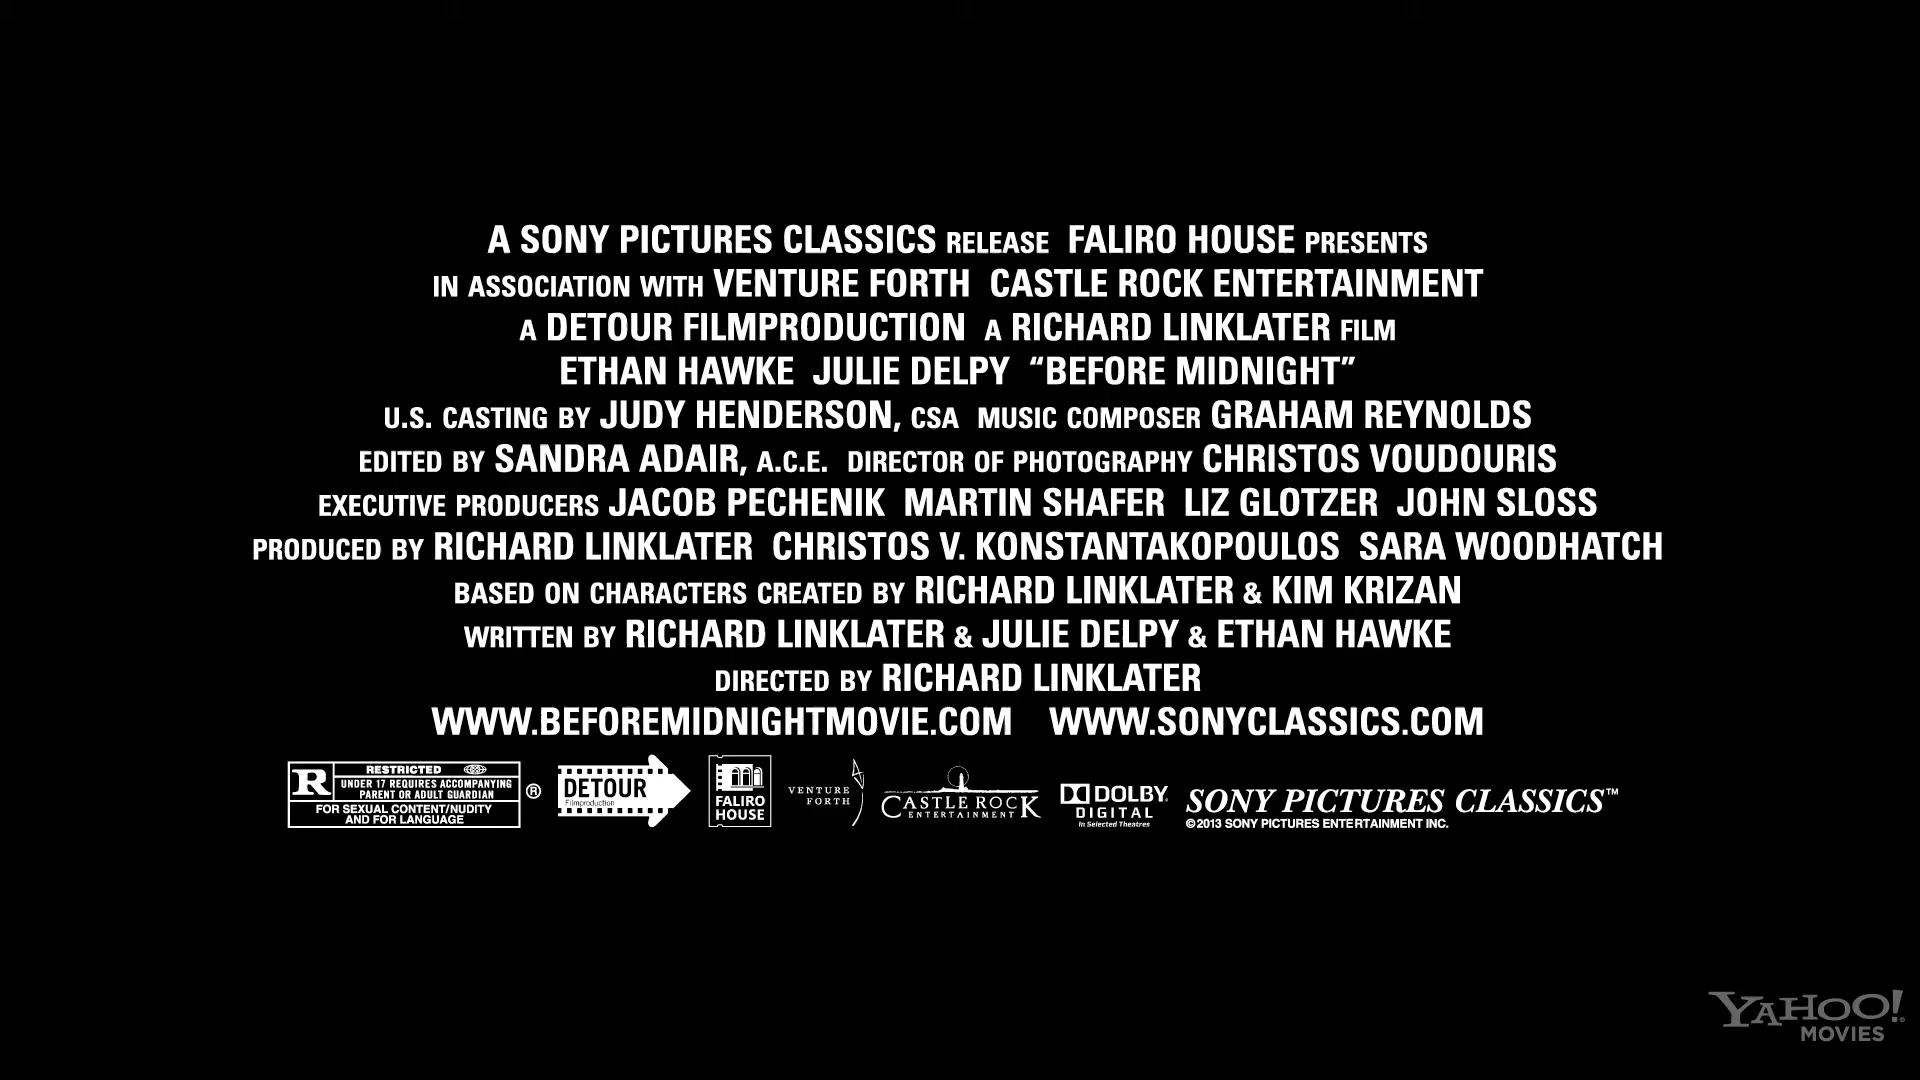 A SONY PICTURES CLASSICS RELEASE FALIRO HOUSE PRESENTS
IN ASSOCIATION WITH VENTURE FORTH CASTLE ROCK ENTERTAINMENT
A DETOUR FILMPRODUCTION A RICHARD LINKLATER FILM
ETHAN HAWKE JULIE DELPY “BEFORE MIDNIGHT”
U.S. CASTING BY JUDY HENDERSON, CSA MUSIC COMPOSER GRAHAM REYNOLDS
EDITED BY SANDRA ADAIR, A.C.E. DIRECTOR OF PHOTOGRAPHY CHRISTOS VOUDOURIS
EXECUTIVE PRODUCERS JACOB PECHENIK MARTIN SHAFER LIZ GLOTZER JOHN SLOSS
PRODUCED BY RICHARD LINKLATER CHRISTOS V. KONSTANTAKOPOULOS SARA WOODHATCH
BASED ON CHARACTERS CREATED BY RICHARD LINKLATER & KIM KRIZAN
WRITTEN BY RICHARD LINKLATER & JULIE DELPY & ETHAN HAWKE
DIRECTED BY RICHARD LINKLATER
WWW.BEFOREMIDNIGHTMOVIE.COM WWW.SONYCLASSICS.COM
R RESTRICTED
UNDER 17 REQUIRES ACCOMPANYING
PARENT OR ADULT GUARDIAN
FOR SEXUAL CONTENT/NUDITY
AND FOR LANGUAGE
®
DETOUR
Filmproduction
FALIRO
HOUSE
VENTURE
FORTH
CASTLE ROCK
ENTERTAINMENT
DOLBY
DIGITAL
In Selected Theatres
SONY PICTURES CLASSICS™
©2013 SONY PICTURES ENTERTAINMENT INC.
YAHOO!
MOVIES